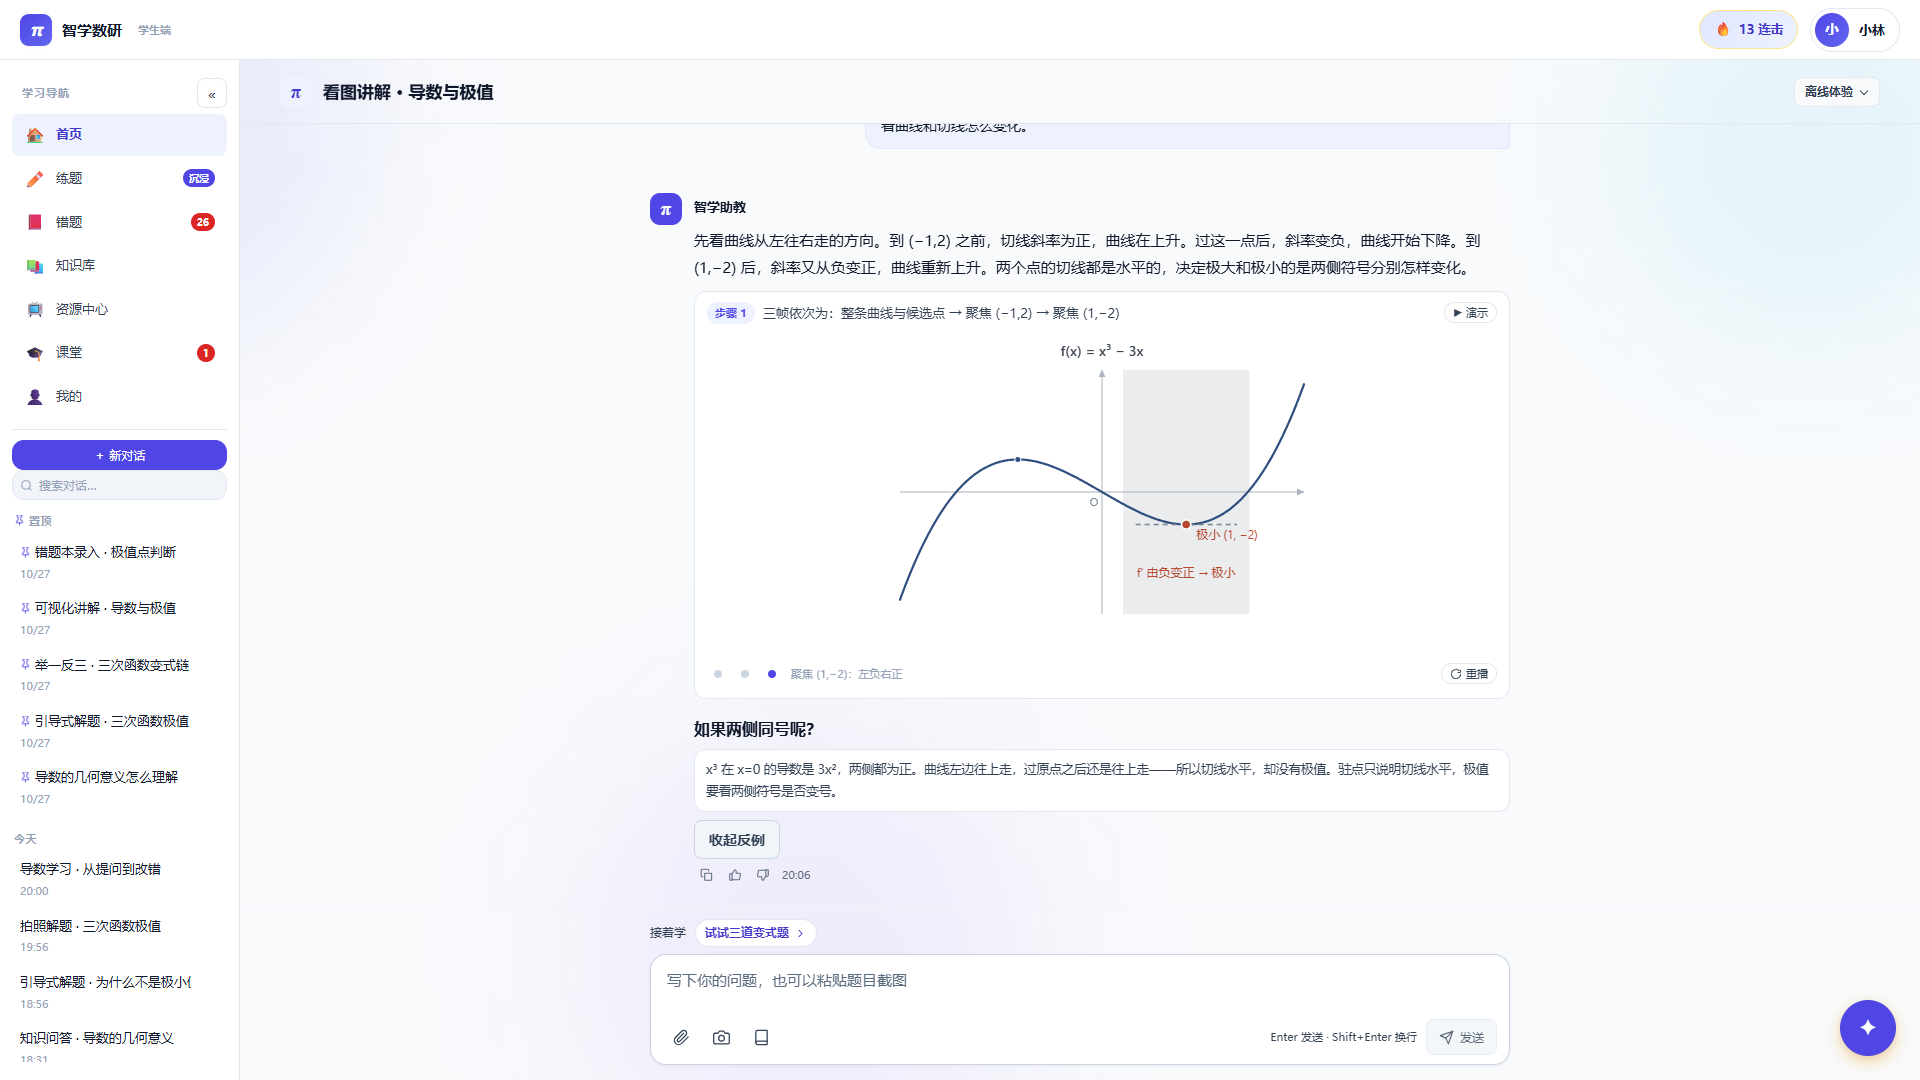 π 智学数研 学生端
13 连击
小 小林
学习导航 «
首页
练题 沉浸
错题 26
知识库
资源中心
课堂 1
我的
+ 新对话
搜索对话...
置顶
错题本录入 · 极值点判断
10/27
可视化讲解 · 导数与极值
10/27
举一反三 · 三次函数变式链
10/27
引导式解题 · 三次函数极值
10/27
导数的几何意义怎么理解
10/27
今天
导数学习 · 从提问到改错
20:00
拍照解题 · 三次函数极值
19:56
引导式解题 · 为什么不是极小
18:56
知识问答 · 导数的几何意义
18:31
π 看图讲解 • 导数与极值
离线体验
看曲线和切线怎么变化。
π 智学助教
先看曲线从左往右走的方向。到 (−1,2) 之前，切线斜率为正，曲线在上升。过这一点后，斜率变负，曲线开始下降。到
(1,−2) 后，斜率又从负变正，曲线重新上升。两个点的切线都是水平的，决定极大和极小的是两侧符号分别怎样变化。
步骤 1 三帧依次为：整条曲线与候选点 → 聚焦 (−1,2) → 聚焦 (1,−2)
▶ 演示
f(x) = x³ − 3x
O
极小 (1, −2)
f′ 由负变正 → 极小
聚焦 (1,−2)：左负右正
重播
如果两侧同号呢？
x³ 在 x=0 的导数是 3x²，两侧都为正。曲线左边往上走，过原点之后还是往上走——所以切线水平，却没有极值。驻点只说明切线水平，极值
要看两侧符号是否变号。
收起反例
20:06
接着学 试试三道变式题
写下你的问题，也可以粘贴题目截图
Enter 发送 · Shift+Enter 换行
发送